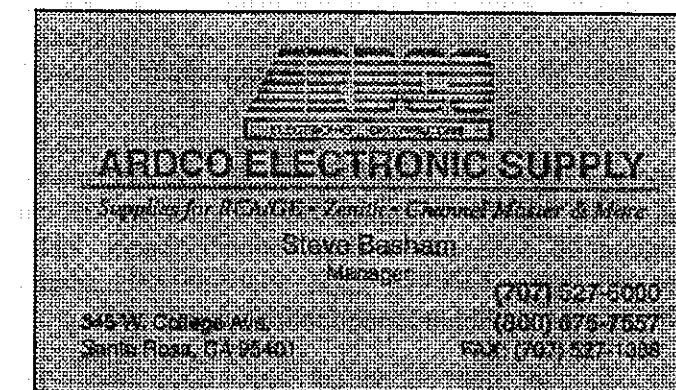 ARDCO ELECTRONIC SUPPLY
Supplies for RCA/GE • Zenith • Channel Master & More
Steve Basham
Manager
(707) 527-5000
345 W. College Ave. (800) 675-7557
Santa Rosa, CA 95401 FAX: (707) 527-1038